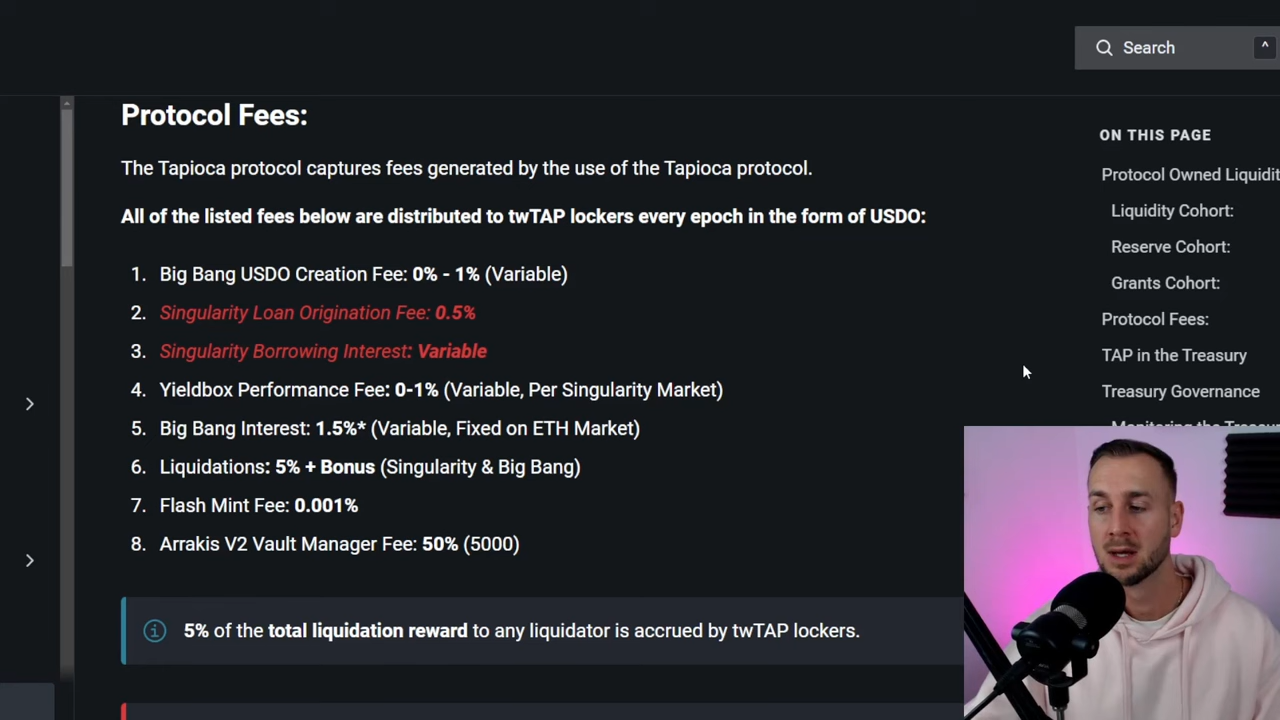 Search
^
Protocol Fees:
The Tapioca protocol captures fees generated by the use of the Tapioca protocol.
All of the listed fees below are distributed to twTAP lockers every epoch in the form of USDO:
1. Big Bang USDO Creation Fee: 0% - 1% (Variable)
2. Singularity Loan Origination Fee: 0.5%
3. Singularity Borrowing Interest: Variable
4. Yieldbox Performance Fee: 0-1% (Variable, Per Singularity Market)
5. Big Bang Interest: 1.5%* (Variable, Fixed on ETH Market)
6. Liquidations: 5% + Bonus (Singularity & Big Bang)
7. Flash Mint Fee: 0.001%
8. Arrakis V2 Vault Manager Fee: 50% (5000)
5% of the total liquidation reward to any liquidator is accrued by twTAP lockers.
ON THIS PAGE
Protocol Owned Liquidit
Liquidity Cohort:
Reserve Cohort:
Grants Cohort:
Protocol Fees:
TAP in the Treasury
Treasury Governance
Monitoring the Treasur